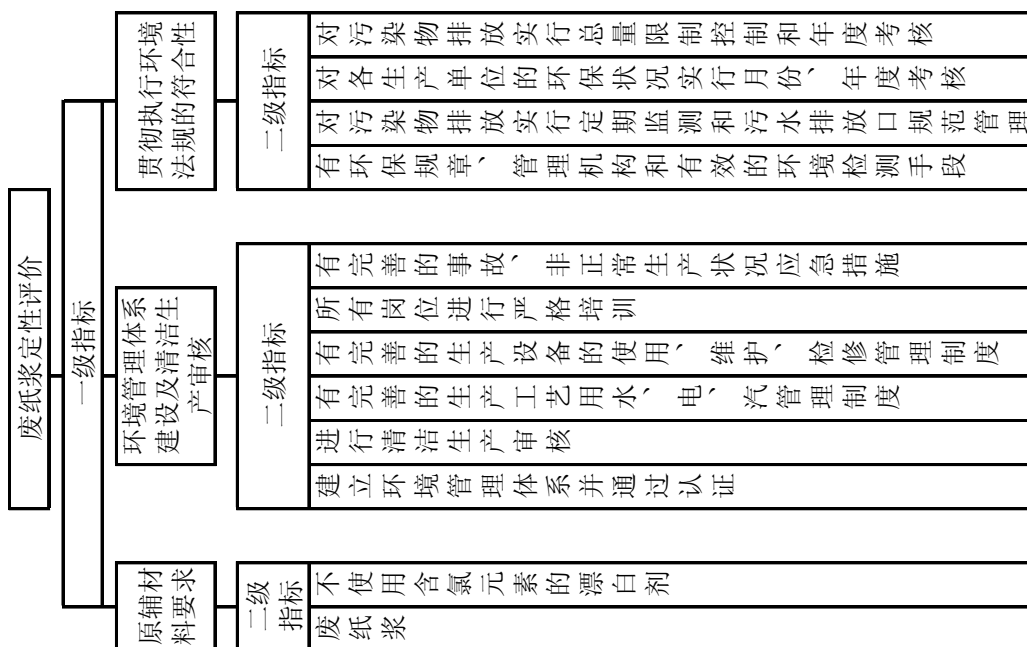 废纸浆定性评价
一级指标
原辅材
料要求
环境管理体系
建设及清洁生
产审核
贯彻执行环境
法规的符合性
二级
指标
二级指标
二级指标
废纸浆
不使用含氯元素的漂白剂
建立环境管理体系并通过认证
进行清洁生产审核
有完善的生产工艺用水、电、汽管理制度
有完善的生产设备的使用、维护、检修管理制度
所有岗位进行严格培训
有完善的事故、非正常生产状况应急措施
有环保规章、管理机构和有效的环境检测手段
对污染物排放实行定期监测和污水排放口规范管理
对各生产单位的环保状况实行月份、年度考核
对污染物排放实行总量限制控制和年度考核